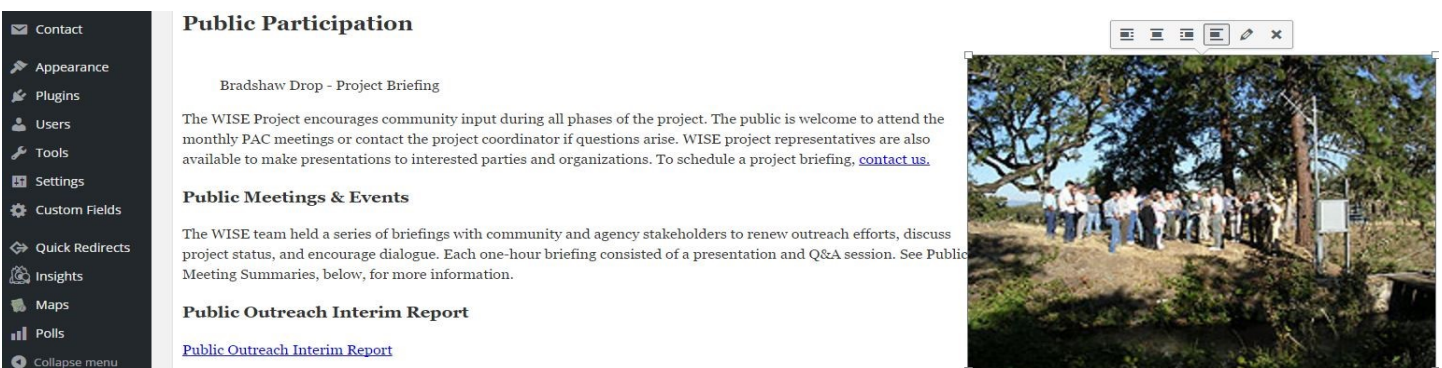 Contact
Appearance
Plugins
Users
Tools
Settings
Custom Fields
Quick Redirects
Insights
Maps
Polls
Collapse menu
Public Participation
Bradshaw Drop - Project Briefing
The WISE Project encourages community input during all phases of the project. The public is welcome to attend the
monthly PAC meetings or contact the project coordinator if questions arise. WISE project representatives are also
available to make presentations to interested parties and organizations. To schedule a project briefing, contact us.
Public Meetings & Events
The WISE team held a series of briefings with community and agency stakeholders to renew outreach efforts, discuss
project status, and encourage dialogue. Each one-hour briefing consisted of a presentation and Q&A session. See Public
Meeting Summaries, below, for more information.
Public Outreach Interim Report
Public Outreach Interim Report